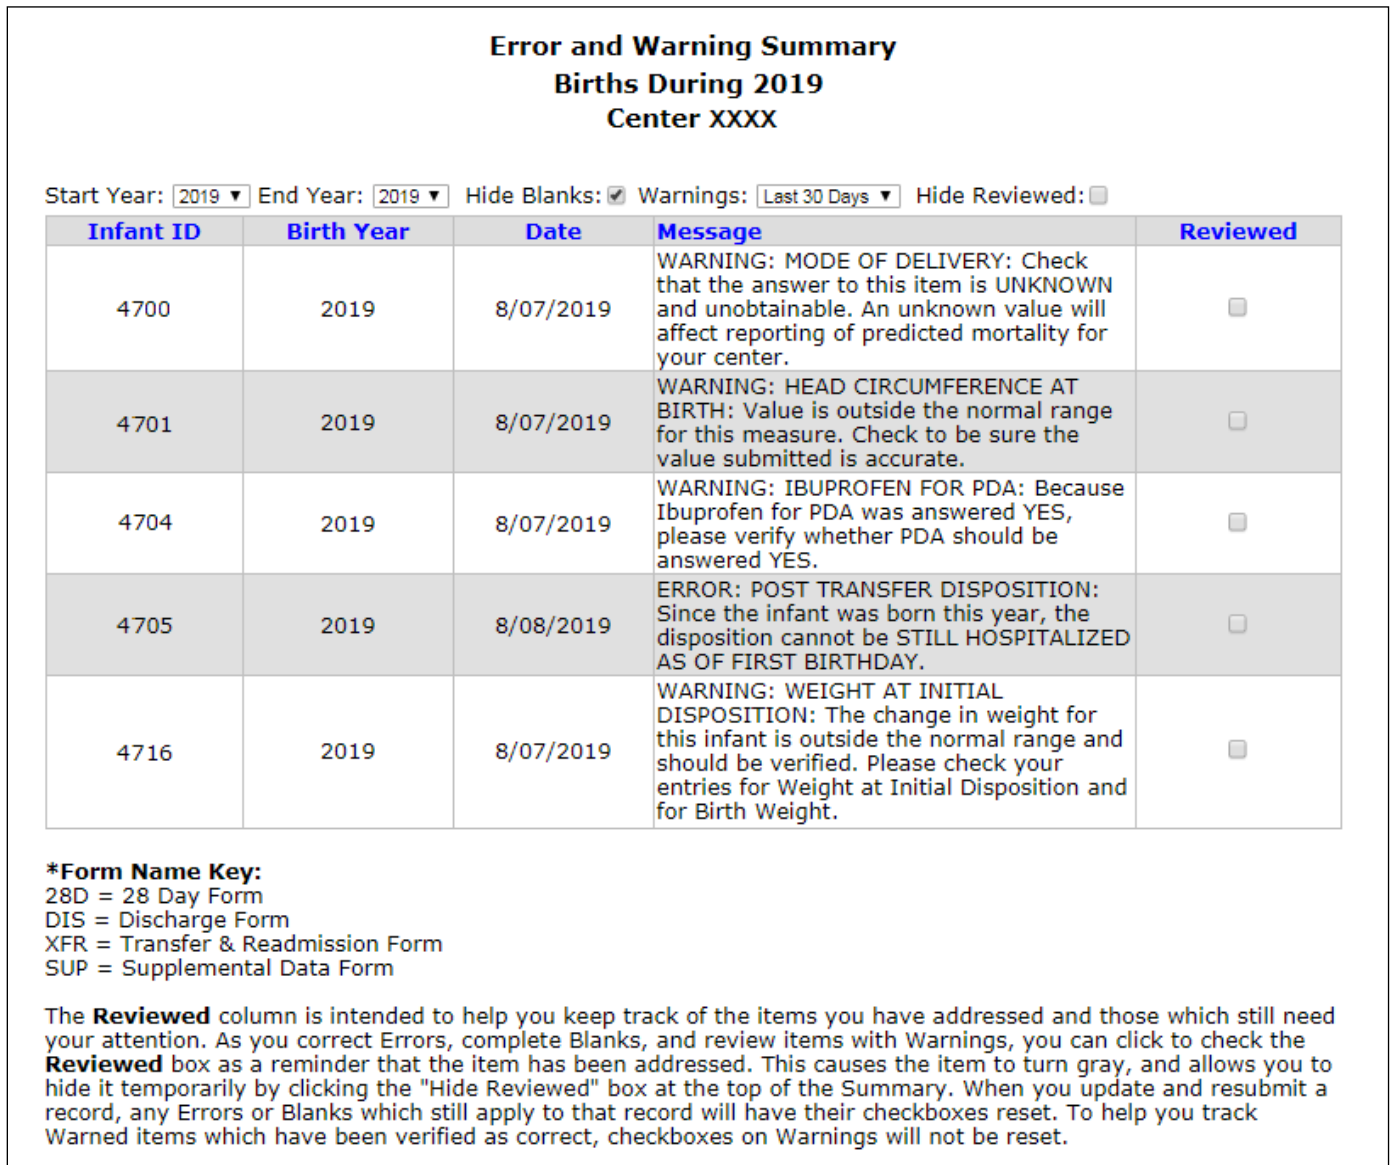 Error and Warning Summary
Births During 2019
Center XXXX
Start Year: 2019 End Year: 2019 Hide Blanks: Warnings: Last 30 Days Hide Reviewed:
Infant ID Birth Year Date Message Reviewed
4700 2019 8/07/2019 WARNING: MODE OF DELIVERY: Check
that the answer to this item is UNKNOWN
and unobtainable. An unknown value will
affect reporting of predicted mortality for
your center.
4701 2019 8/07/2019 WARNING: HEAD CIRCUMFERENCE AT
BIRTH: Value is outside the normal range
for this measure. Check to be sure the
value submitted is accurate.
4704 2019 8/07/2019 WARNING: IBUPROFEN FOR PDA: Because
Ibuprofen for PDA was answered YES,
please verify whether PDA should be
answered YES.
4705 2019 8/08/2019 ERROR: POST TRANSFER DISPOSITION:
Since the infant was born this year, the
disposition cannot be STILL HOSPITALIZED
AS OF FIRST BIRTHDAY.
4716 2019 8/07/2019 WARNING: WEIGHT AT INITIAL
DISPOSITION: The change in weight for
this infant is outside the normal range and
should be verified. Please check your
entries for Weight at Initial Disposition and
for Birth Weight.
*Form Name Key:
28D = 28 Day Form
DIS = Discharge Form
XFR = Transfer & Readmission Form
SUP = Supplemental Data Form
The Reviewed column is intended to help you keep track of the items you have addressed and those which still need
your attention. As you correct Errors, complete Blanks, and review items with Warnings, you can click to check the
Reviewed box as a reminder that the item has been addressed. This causes the item to turn gray, and allows you to
hide it temporarily by clicking the "Hide Reviewed" box at the top of the Summary. When you update and resubmit a
record, any Errors or Blanks which still apply to that record will have their checkboxes reset. To help you track
Warned items which have been verified as correct, checkboxes on Warnings will not be reset.